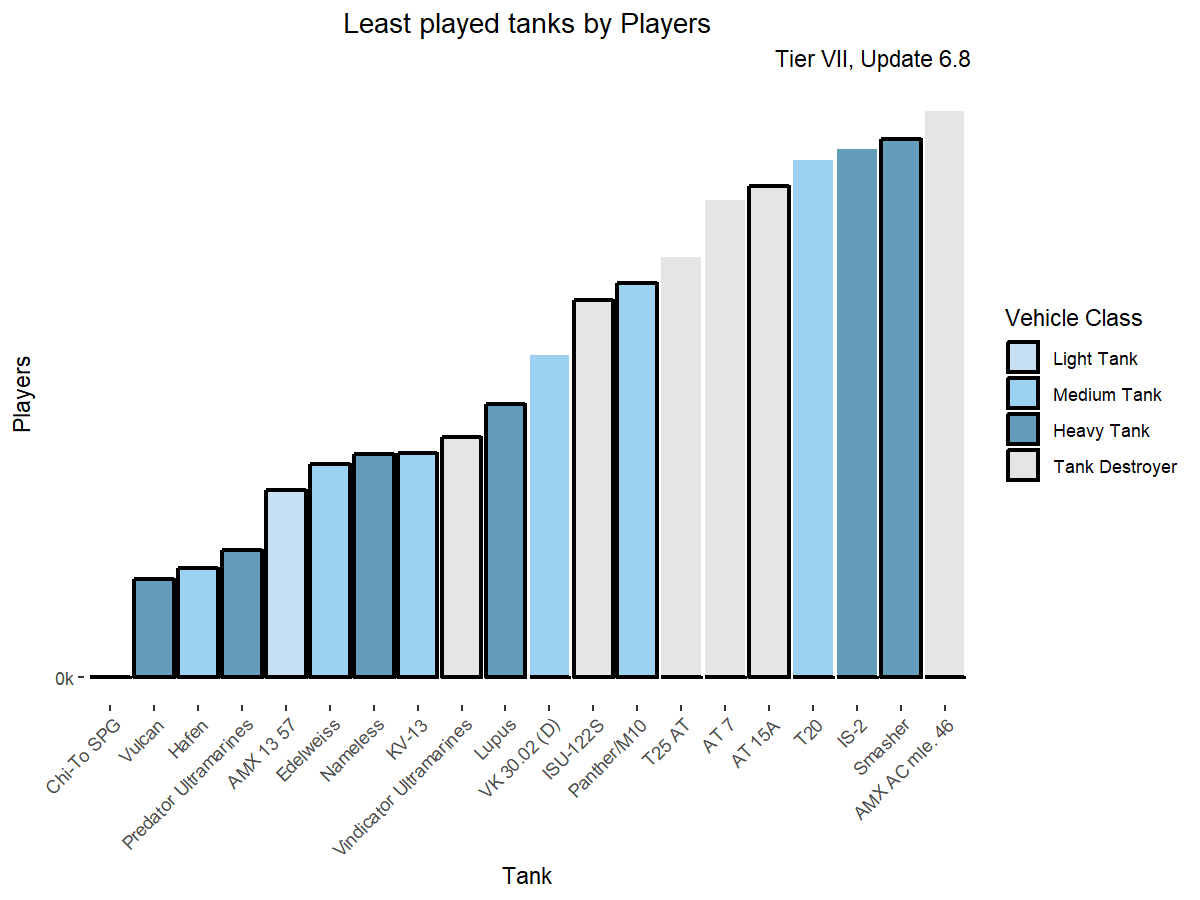 Least played tanks by Players
Tier VII, Update 6.8
Players
0k
Chi-To SPG
Vulcan
Hafen
Predator Ultramarines
AMX 13 57
Edelweiss
Nameless
KV-13
Vindicator Ultramarines
Lupus
VK 30.02 (D)
ISU-122S
Panther/M10
T25 AT
AT 7
AT 15A
T20
IS-2
Smasher
AMX AC mle. 46
Tank
Vehicle Class
Light Tank
Medium Tank
Heavy Tank
Tank Destroyer